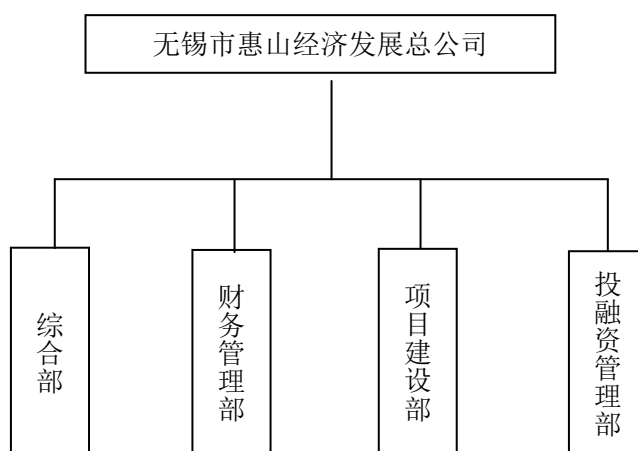 无锡市惠山经济发展总公司
综合部
财务管理部
项目建设部
投融资管理部